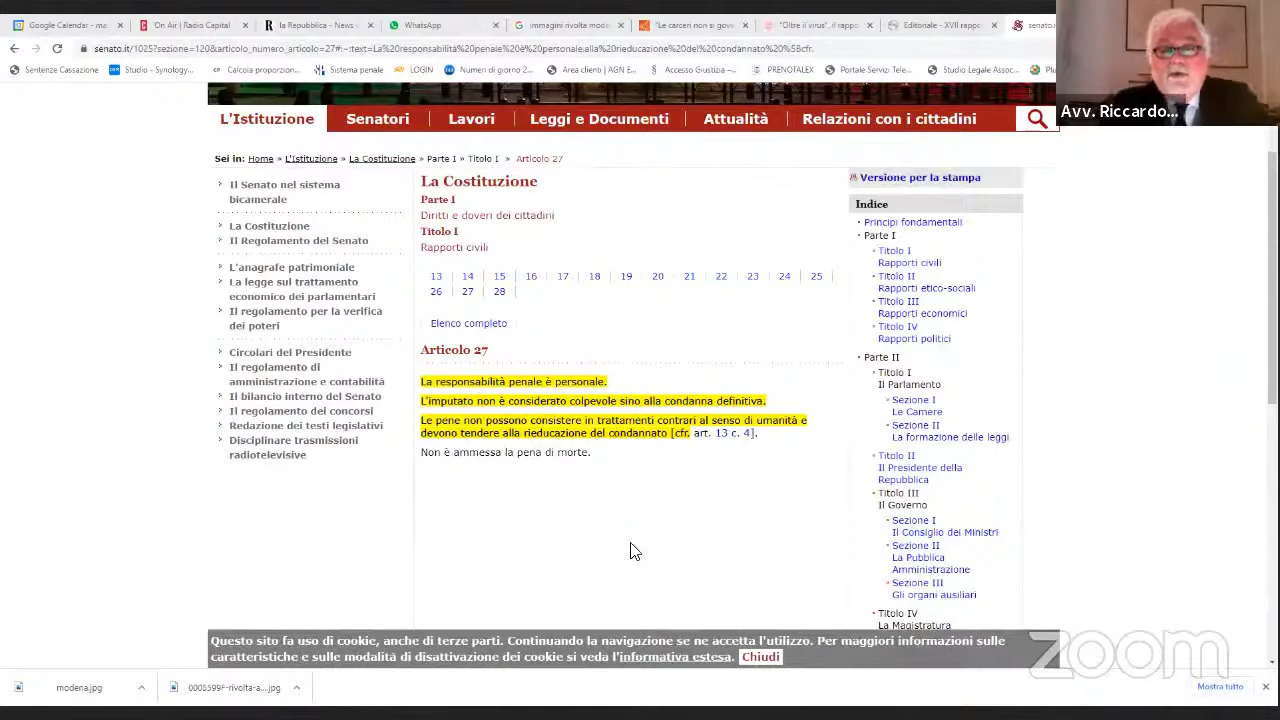 Google Calendar - ma
'On Air | Radio Capital
la Repubblica - News
WhatsApp
immagini rivolta mode
"Le carceri non si gove
"Oltre il virus", il rappo
Editoriale - XVII rappo
senato.
senato.it/1025?sezione=120&articolo_numero_articolo=27#:~:text=La%20responsabilità%20penale%20è%20personale.alla%20rieducazione%20del%20condannato%20%5Bcfr.
Sentenze Cassazione
Studio - Synology...
Calcola proporzio...
Sistema penale
LOGIN
Numeri di giorno 2...
Area clienti | AGN E...
Accesso Giustizia -...
PRENOTALEX
Portale Servizi Tele...
Studio Legale Assoc...
Avv. Riccardo...
L'Istituzione
Senatori
Lavori
Leggi e Documenti
Attualità
Relazioni con i cittadini
Sei in: Home » L'Istituzione » La Costituzione » Parte I » Titolo I » Articolo 27
Il Senato nel sistema
bicamerale
La Costituzione
Il Regolamento del Senato
L'anagrafe patrimoniale
La legge sul trattamento
economico dei parlamentari
Il regolamento per la verifica
dei poteri
Circolari del Presidente
Il regolamento di
amministrazione e contabilità
Il bilancio interno del Senato
Il regolamento dei concorsi
Redazione dei testi legislativi
Disciplinare trasmissioni
radiotelevisive
La Costituzione
Parte I
Diritti e doveri dei cittadini
Titolo I
Rapporti civili
13 14 15 16 17 18 19 20 21 22 23 24 25
26 27 28
Elenco completo
Articolo 27
La responsabilità penale è personale.
L'imputato non è considerato colpevole sino alla condanna definitiva.
Le pene non possono consistere in trattamenti contrari al senso di umanità e
devono tendere alla rieducazione del condannato [cfr. art. 13 c. 4].
Non è ammessa la pena di morte.
Versione per la stampa
Indice
Principi fondamentali
Parte I
Titolo I
Rapporti civili
Titolo II
Rapporti etico-sociali
Titolo III
Rapporti economici
Titolo IV
Rapporti politici
Parte II
Titolo I
Il Parlamento
Sezione I
Le Camere
Sezione II
La formazione delle leggi
Titolo II
Il Presidente della
Repubblica
Titolo III
Il Governo
Sezione I
Il Consiglio dei Ministri
Sezione II
La Pubblica
Amministrazione
Sezione III
Gli organi ausiliari
Titolo IV
La Magistratura
Questo sito fa uso di cookie, anche di terze parti. Continuando la navigazione se ne accetta l'utilizzo. Per maggiori informazioni sulle
caratteristiche e sulle modalità di disattivazione dei cookie si veda l'informativa estesa. Chiudi
zoom
modena.jpg
0005599F-rivolta-a....jpg
Mostra tutto